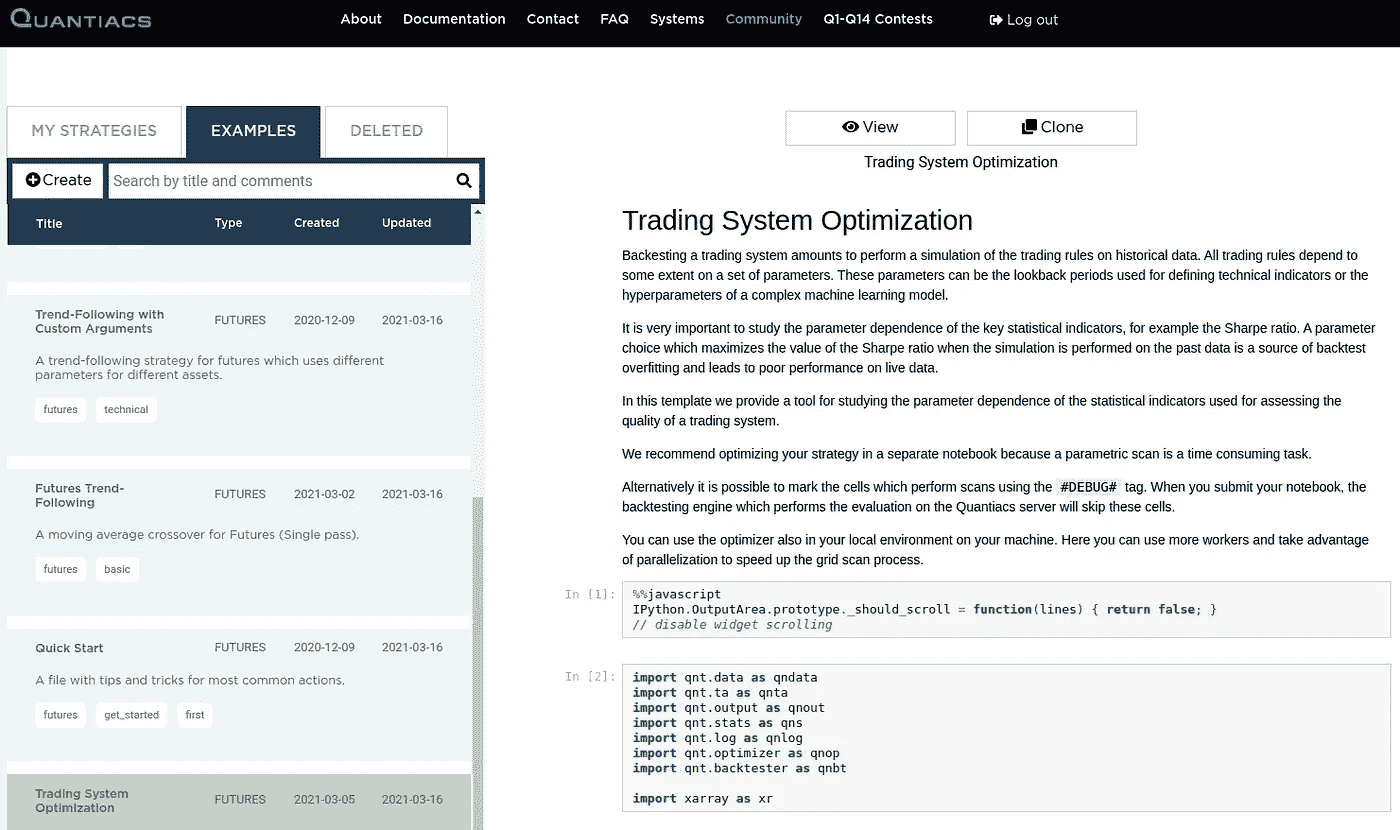 QUANTIACS
About Documentation Contact FAQ Systems Community Q1-Q14 Contests Log out
MY STRATEGIES EXAMPLES DELETED
Create Search by title and comments
Title Type Created Updated
Trend-Following with
Custom Arguments
FUTURES 2020-12-09 2021-03-16
A trend-following strategy for futures which uses different
parameters for different assets.
futures technical
Futures Trend-
Following
FUTURES 2021-03-02 2021-03-16
A moving average crossover for Futures (Single pass).
futures basic
Quick Start FUTURES 2020-12-09 2021-03-16
A file with tips and tricks for most common actions.
futures get_started first
Trading System
Optimization
FUTURES 2021-03-05 2021-03-16
View Clone
Trading System Optimization
Trading System Optimization
Backesting a trading system amounts to perform a simulation of the trading rules on historical data. All trading rules depend to
some extent on a set of parameters. These parameters can be the lookback periods used for defining technical indicators or the
hyperparameters of a complex machine learning model.
It is very important to study the parameter dependence of the key statistical indicators, for example the Sharpe ratio. A parameter
choice which maximizes the value of the Sharpe ratio when the simulation is performed on the past data is a source of backtest
overfitting and leads to poor performance on live data.
In this template we provide a tool for studying the parameter dependence of the statistical indicators used for assessing the
quality of a trading system.
We recommend optimizing your strategy in a separate notebook because a parametric scan is a time consuming task.
Alternatively it is possible to mark the cells which perform scans using the #DEBUG# tag. When you submit your notebook, the
backtesting engine which performs the evaluation on the Quantiacs server will skip these cells.
You can use the optimizer also in your local environment on your machine. Here you can use more workers and take advantage
of parallelization to speed up the grid scan process.
In [1]: %%javascript
IPython.OutputArea.prototype._should_scroll = function(lines) { return false; }
// disable widget scrolling
In [2]: import qnt.data as qndata
import qnt.ta as qnta
import qnt.output as qnout
import qnt.stats as qns
import qnt.log as qnlog
import qnt.optimizer as qnop
import qnt.backtester as qnbt
import xarray as xr